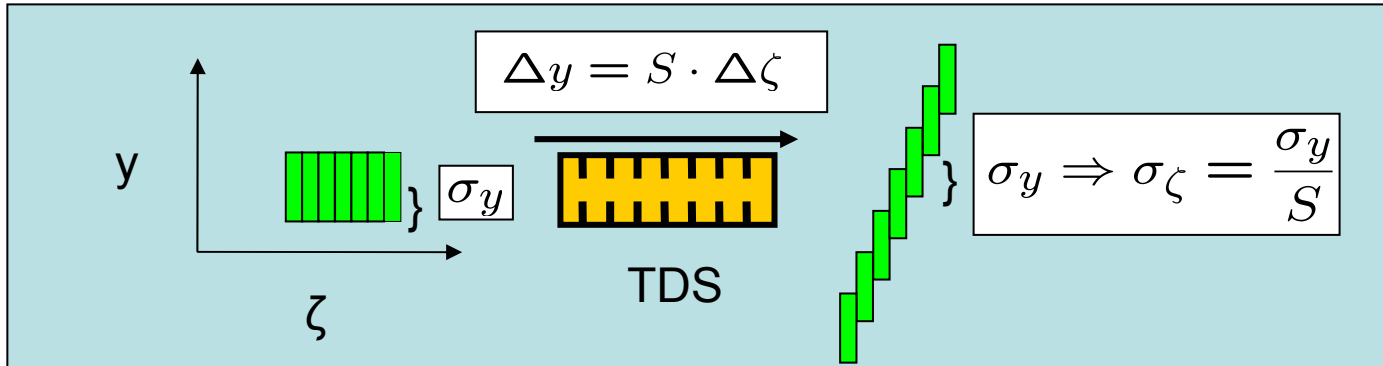 Δy = S · Δζ
y
} σ_y
TDS
ζ
} σ_y ⇒ σ_ζ = σ_y / S